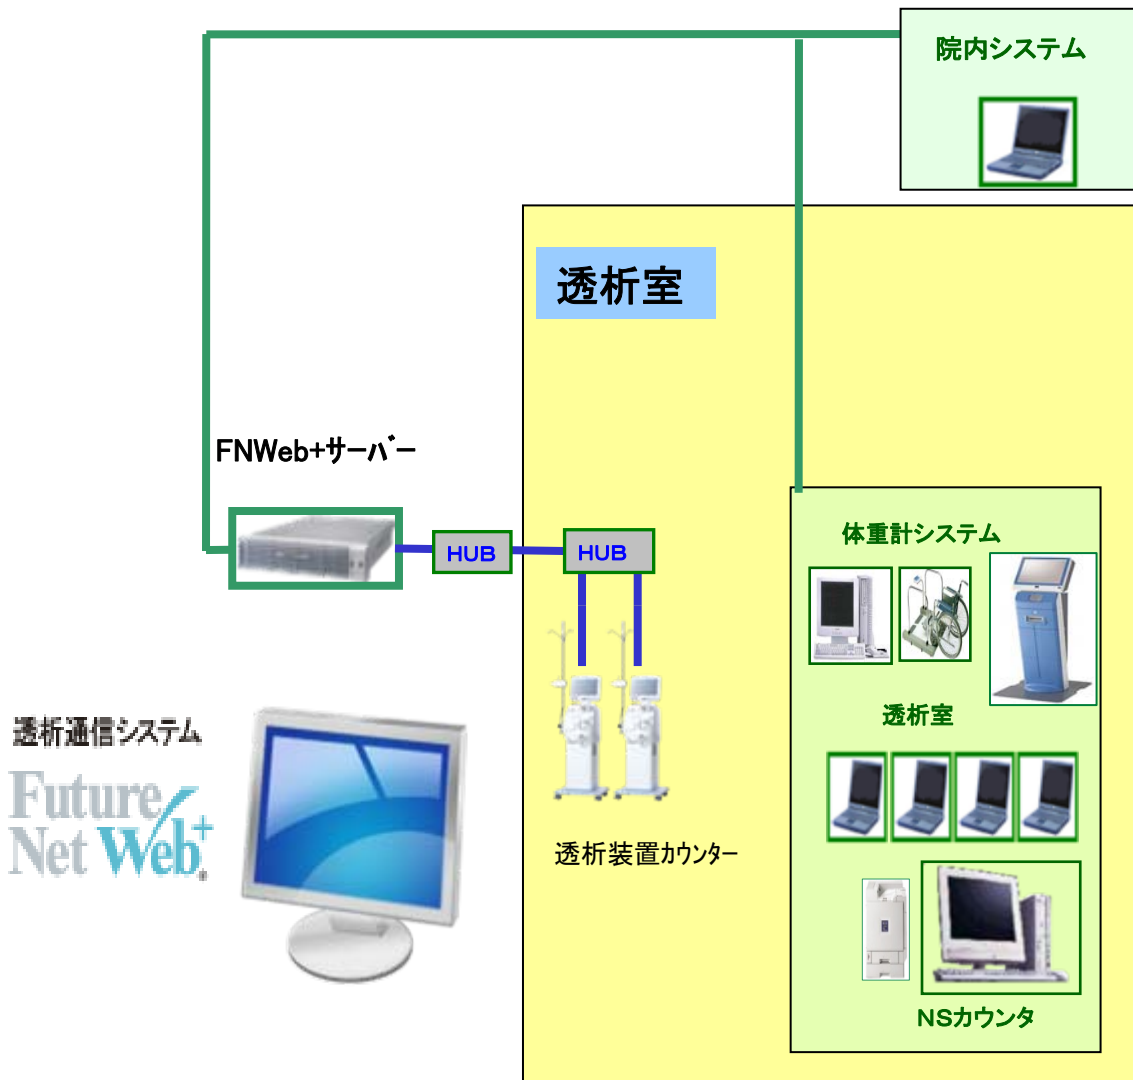 院内システム
透析室
FNWeb+サーバー
HUB
HUB
体重計システム
透析室
透析通信システム
Future
Net Web+
®
透析装置カウンター
NSカウンタ